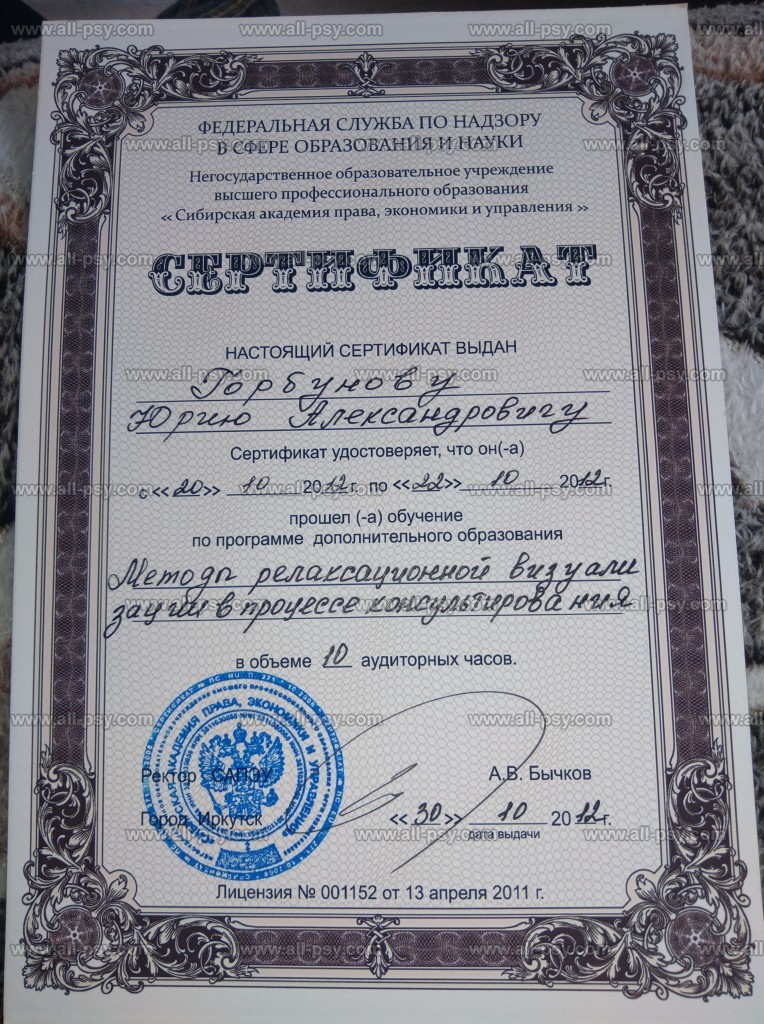 ФЕДЕРАЛЬНАЯ СЛУЖБА ПО НАДЗОРУ
В СФЕРЕ ОБРАЗОВАНИЯ И НАУКИ
Негосударственное образовательное учреждение
высшего профессионального образования
« Сибирская академия права, экономики и управления »
СЕРТИФИКАТ
НАСТОЯЩИЙ СЕРТИФИКАТ ВЫДАН
Горбунову
Юрию Александровичу
Сертификат удостоверяет, что он(-а)
с «20» 10 2012г. по «22» 10 2012г.
прошел (-а) обучение
по программе дополнительного образования
Методы релаксационной визуали
зации в процессе консультирования
в объеме 10 аудиторных часов.
Ректор САПЭУ А.В. Бычков
Город Иркутск «30» 10 2012г.
дата выдачи
Лицензия № 001152 от 13 апреля 2011 г.
www.all-psy.com